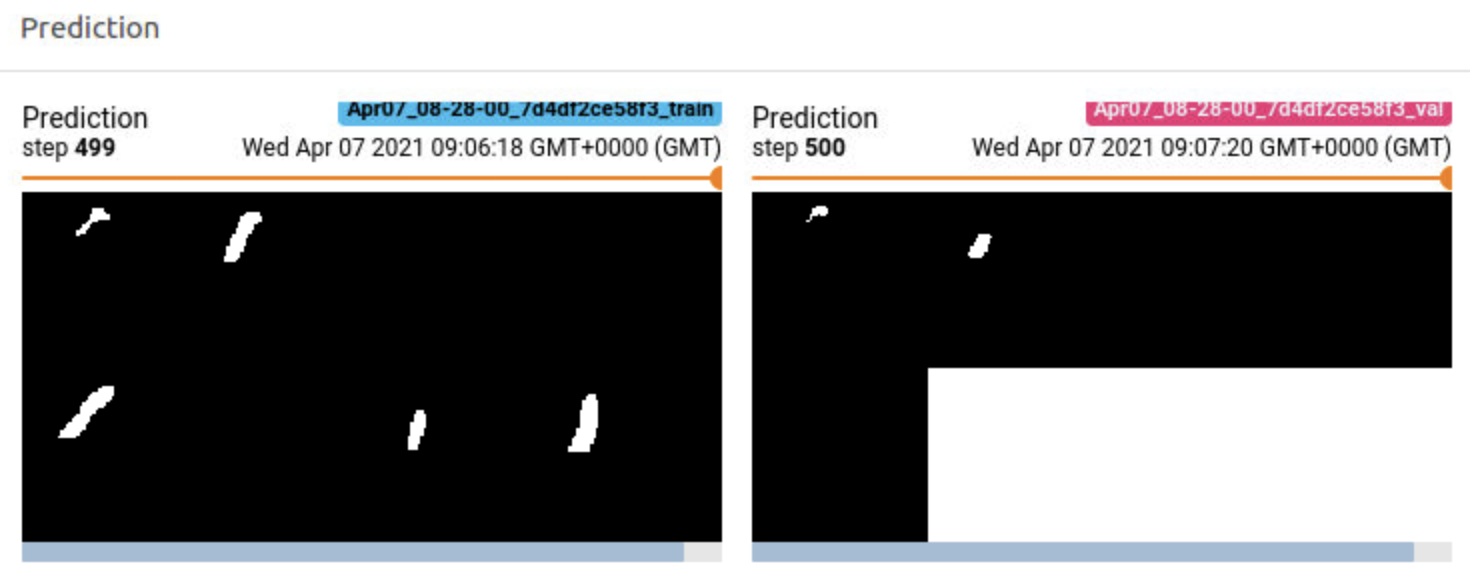 Prediction
Prediction
Apr07_08-28-00_7d4df2ce58f3_train
step 499
Wed Apr 07 2021 09:06:18 GMT+0000 (GMT)
Prediction
Apr07_08-28-00_7d4df2ce58f3_val
step 500
Wed Apr 07 2021 09:07:20 GMT+0000 (GMT)